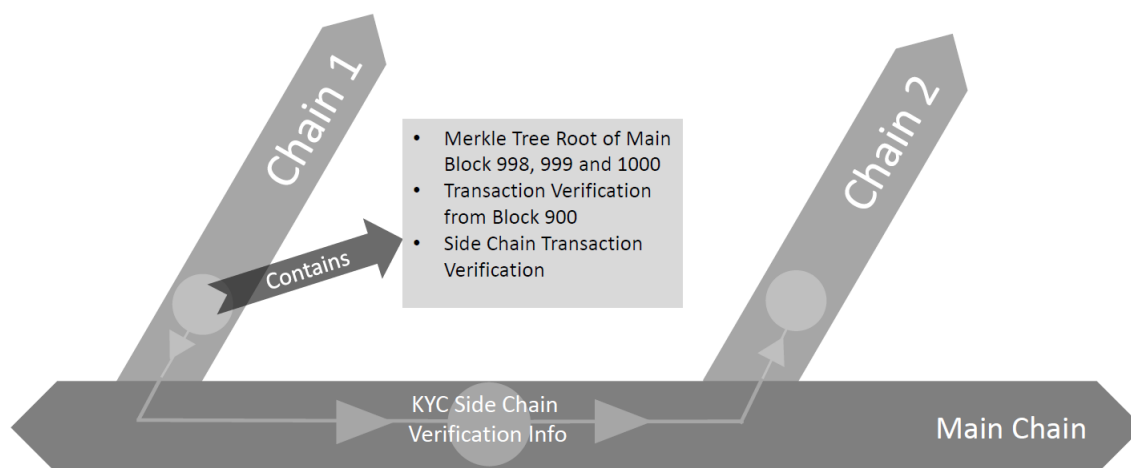 Chain 1
Chain 2
• Merkle Tree Root of Main
Block 998, 999 and 1000
• Transaction Verification
from Block 900
• Side Chain Transaction
Verification
Contains
KYC Side Chain
Verification Info
Main Chain